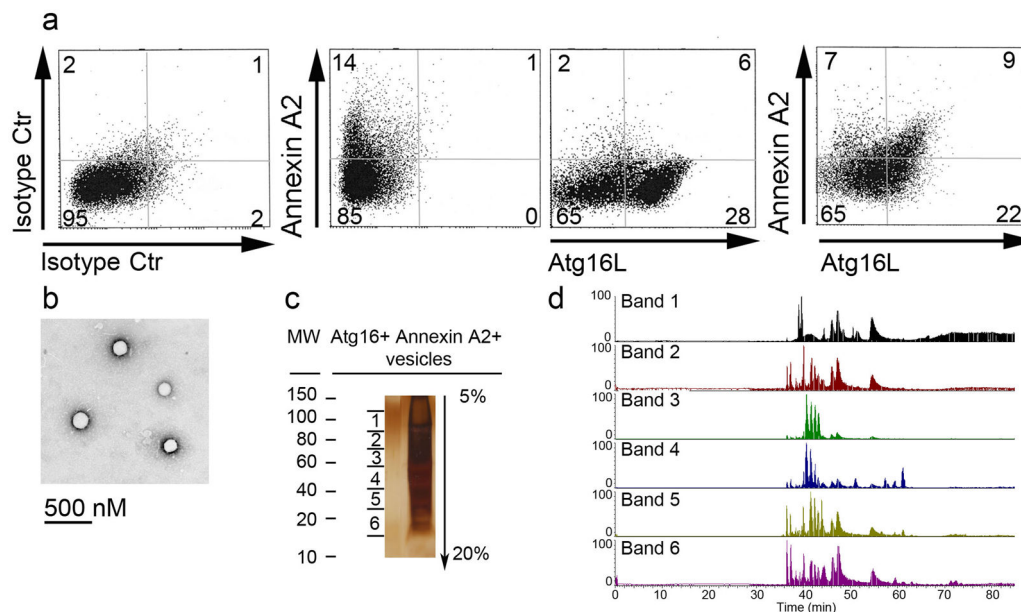 a
Isotype Ctr
2
1
95
2
Isotype Ctr
Annexin A2
14
1
85
0
2
6
65
28
Atg16L
Annexin A2
7
9
65
22
Atg16L
b
500 nM
c
MW
Atg16+ Annexin A2+
vesicles
150
100
80
60
40
20
10
1
2
3
4
5
6
5%
20%
d
100
0
Band 1
100
0
Band 2
100
0
Band 3
100
0
Band 4
100
0
Band 5
100
0
Band 6
0 10 20 30 40 50 60 70 80
Time (min)